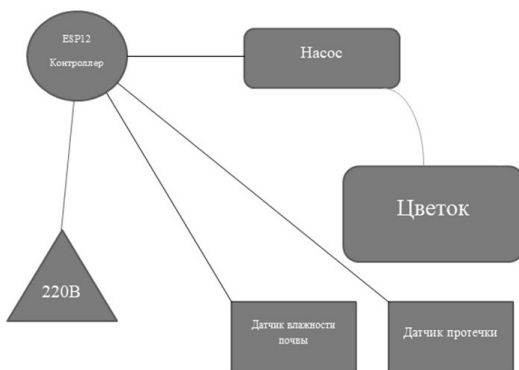 ESP12
Контроллер
Насос
Цветок
220В
Датчик влажности
почвы
Датчик протечки